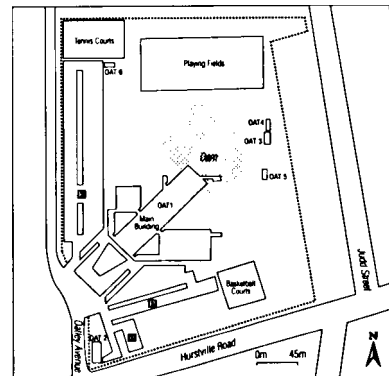 Tennis Courts
OAT 6
Playing Fields
OAT 4
OAT 3
OAT 5
OAT 1
Main
Building
Basketball
Courts
Judd Street
Oatley Avenue
OAT 2
Hurstville Road
0m 45m
N